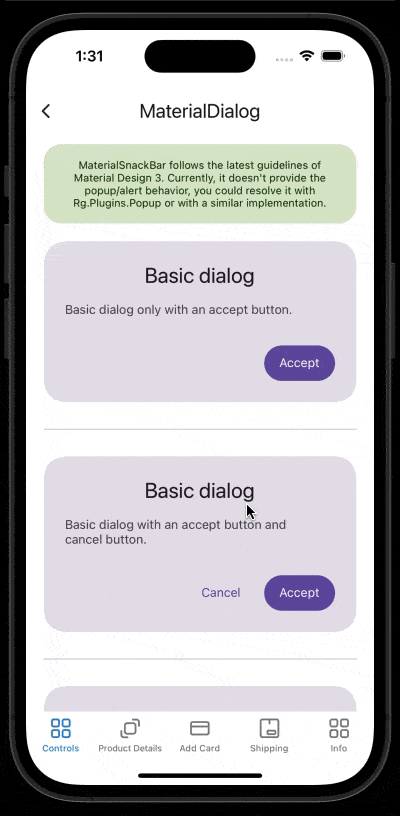 1:31
MaterialDialog
MaterialSnackBar follows the latest guidelines of
Material Design 3. Currently, it doesn't provide the
popup/alert behavior, you could resolve it with
Rg.Plugins.Popup or with a similar implementation.
Basic dialog
Basic dialog only with an accept button.
Accept
Basic dialog
Basic dialog with an accept button and
cancel button.
Cancel Accept
Controls Product Details Add Card Shipping Info